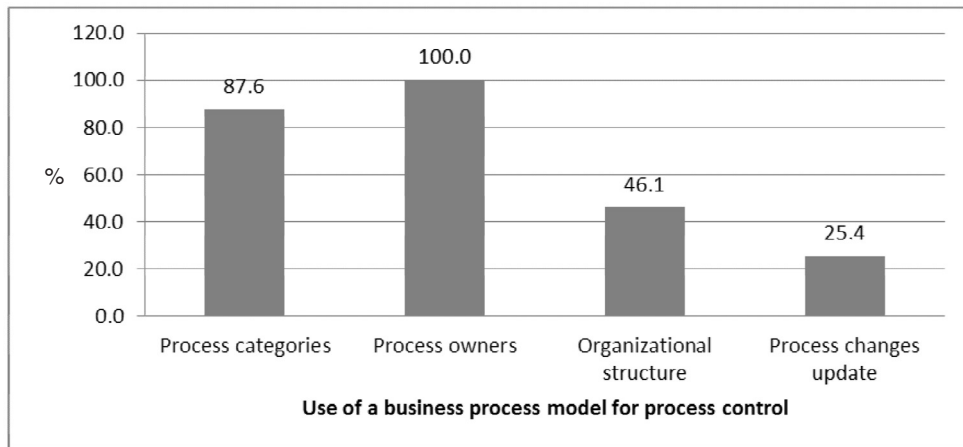 120.0
100.0
80.0
60.0
40.0
20.0
0.0
%
87.6
100.0
46.1
25.4
Process categories
Process owners
Organizational
structure
Process changes
update
Use of a business process model for process control